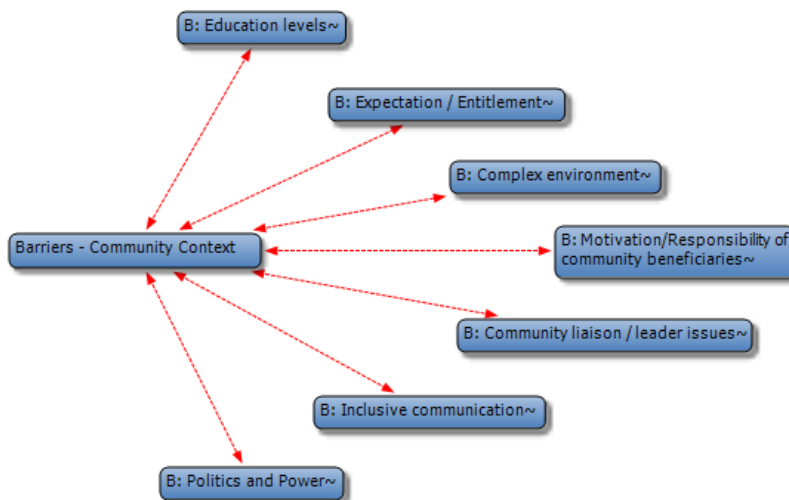 B: Education levels~
B: Expectation / Entitlement~
B: Complex environment~
Barriers - Community Context
B: Motivation/Responsibility of
community beneficiaries~
B: Community liaison / leader issues~
B: Inclusive communication~
B: Politics and Power~